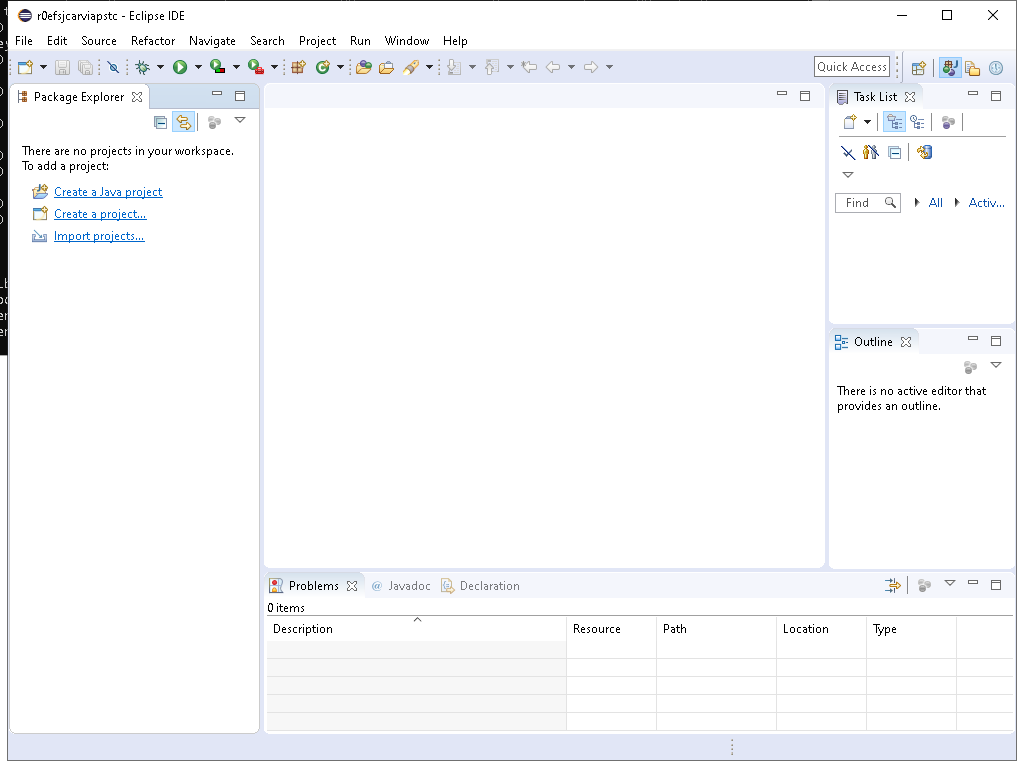 r0efsjcarviapstc - Eclipse IDE
File Edit Source Refactor Navigate Search Project Run Window Help
Quick Access
Package Explorer
There are no projects in your workspace.
To add a project:
Create a Java project
Create a project...
Import projects...
Task List
Find All Activ...
Outline
There is no active editor that
provides an outline.
Problems @ Javadoc Declaration
0 items
Description Resource Path Location Type